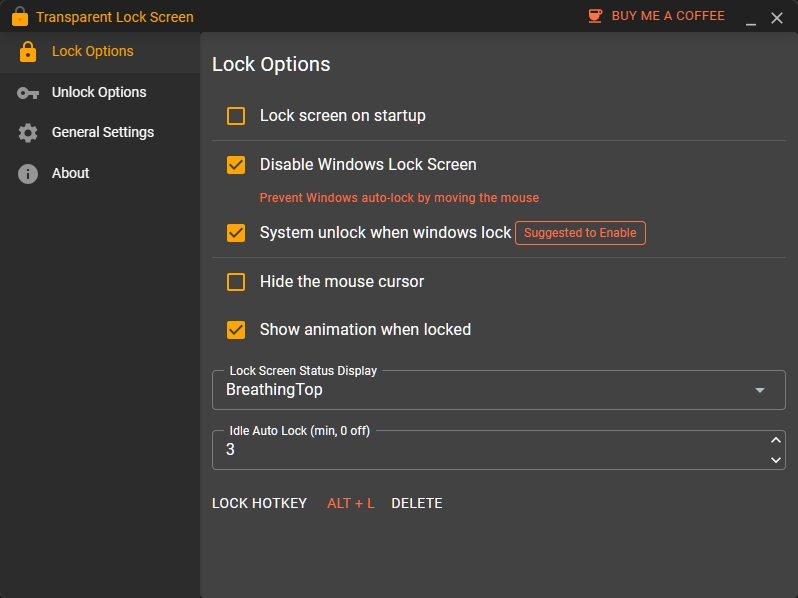 Transparent Lock Screen
BUY ME A COFFEE
Lock Options
Unlock Options
General Settings
About
Lock Options
Lock screen on startup
Disable Windows Lock Screen
Prevent Windows auto-lock by moving the mouse
System unlock when windows lock Suggested to Enable
Hide the mouse cursor
Show animation when locked
Lock Screen Status Display
BreathingTop
Idle Auto Lock (min, 0 off)
3
LOCK HOTKEY ALT + L DELETE